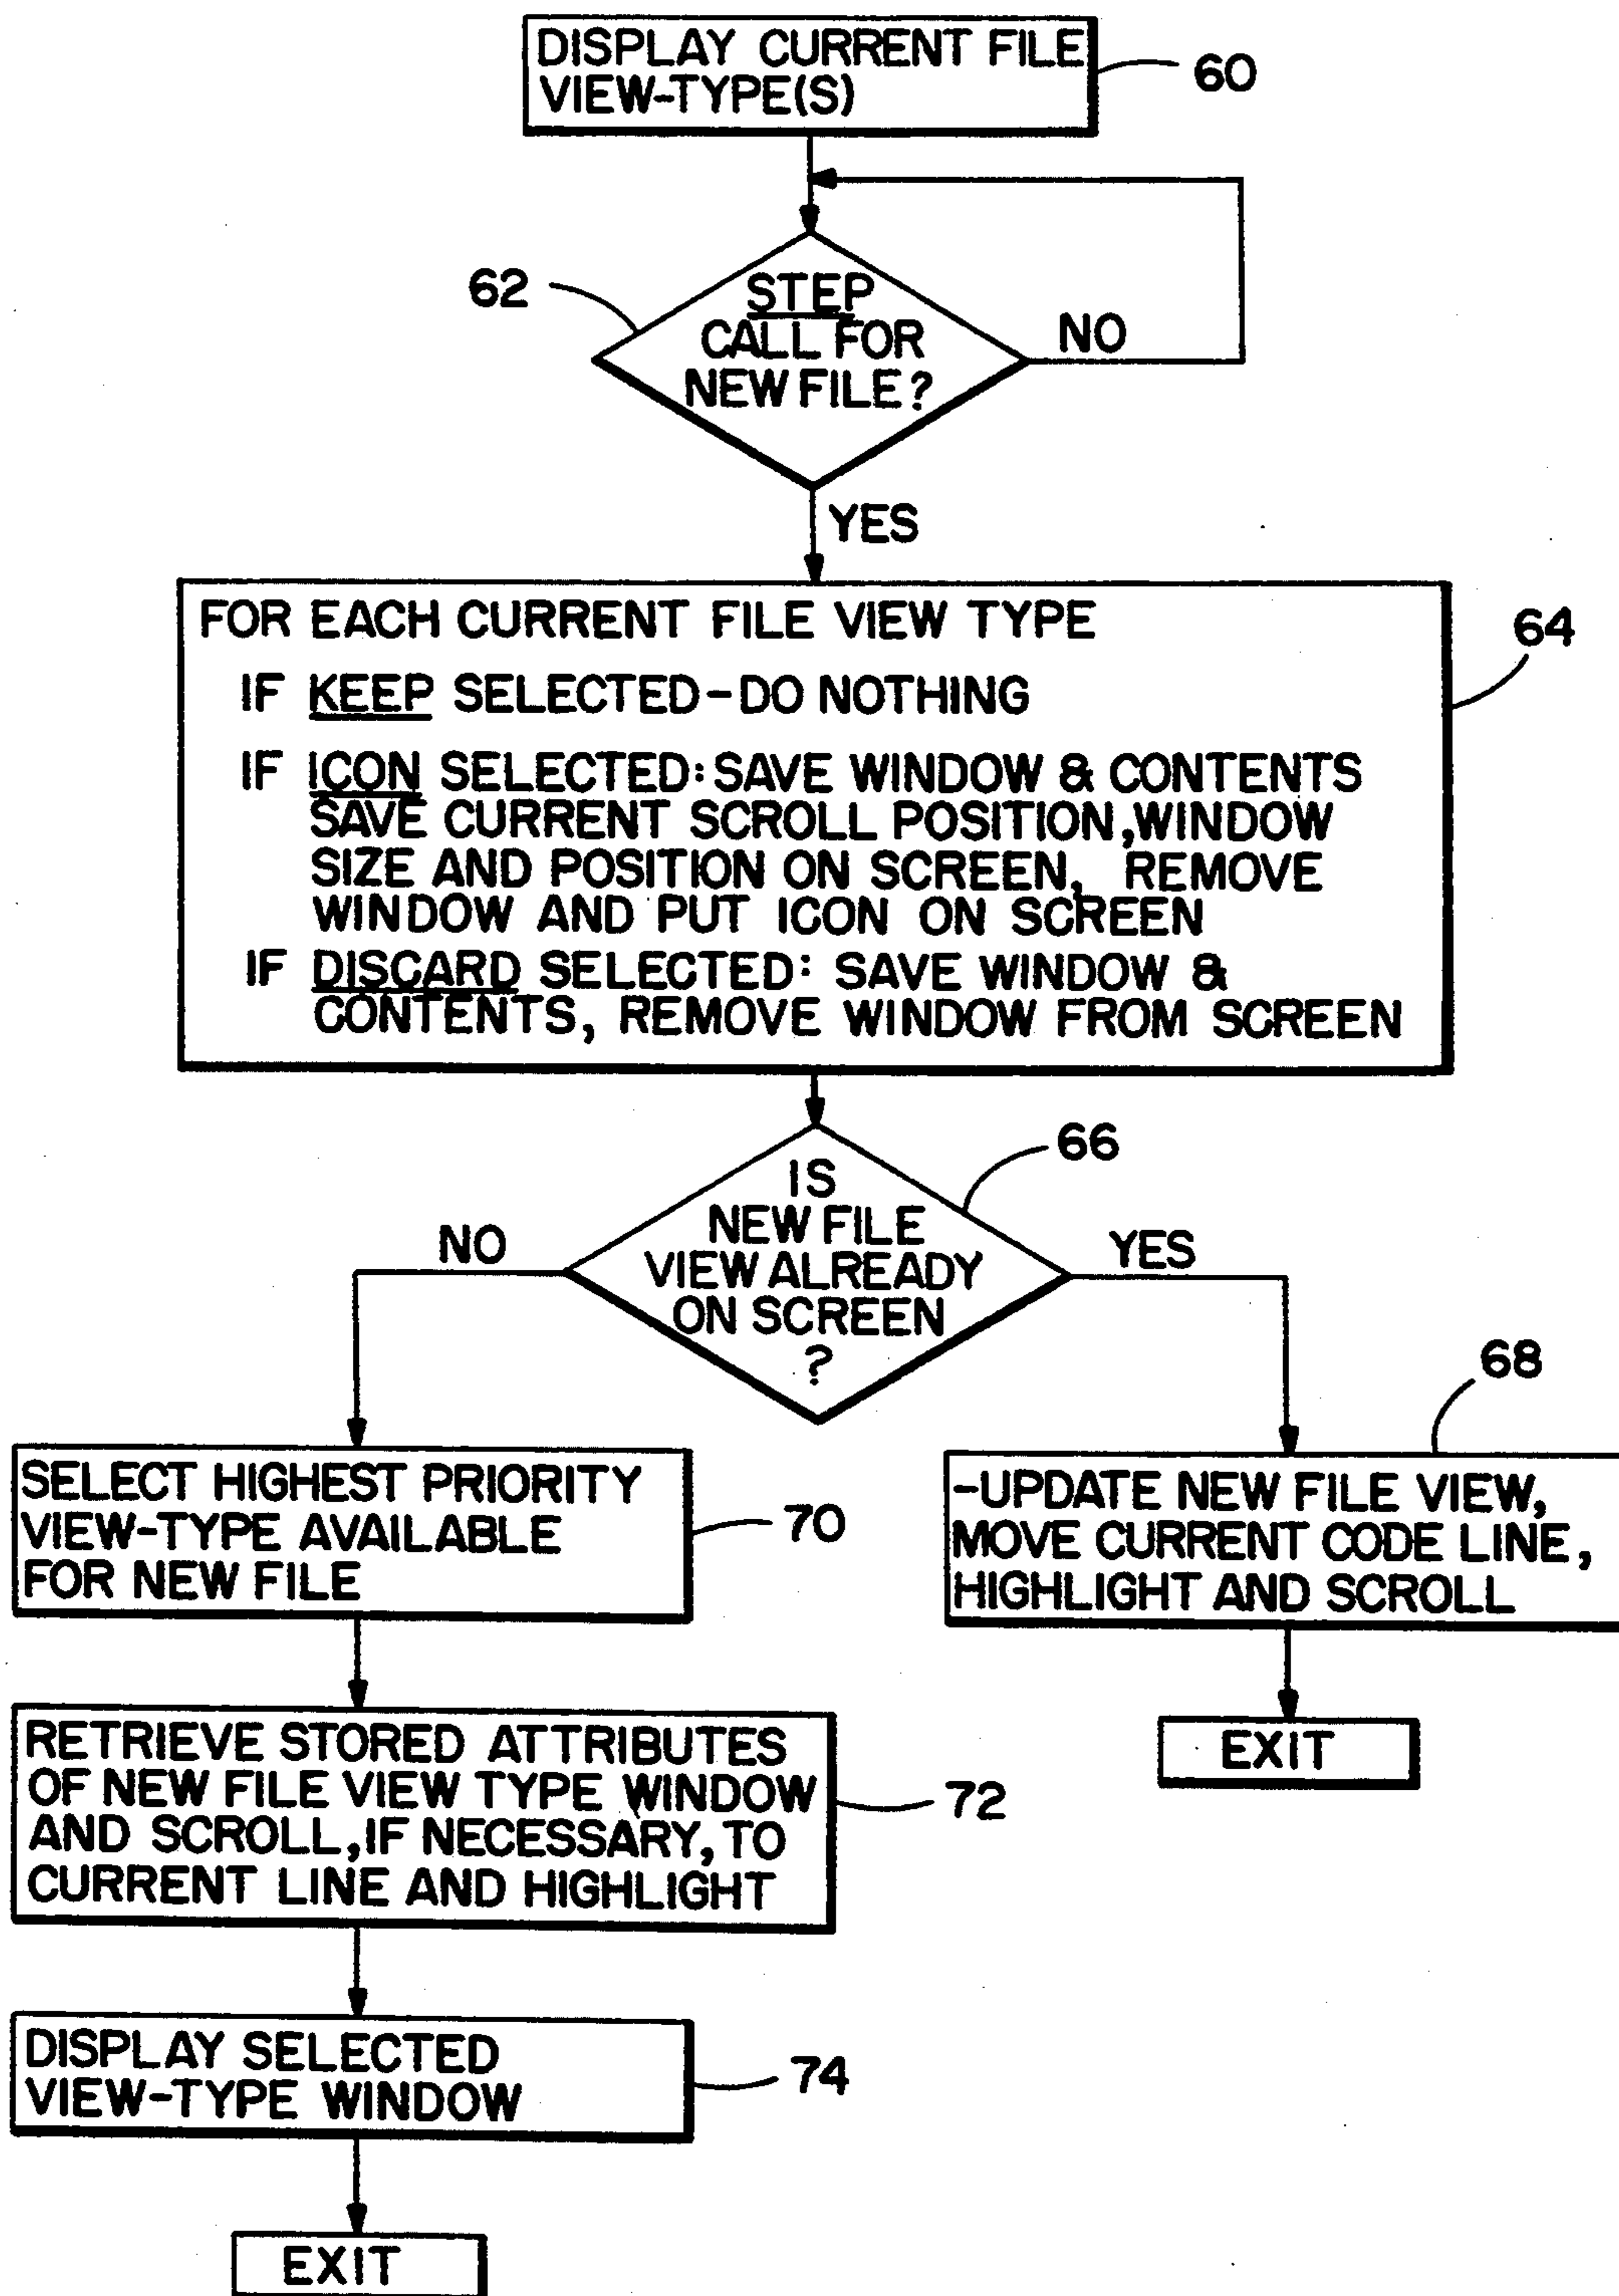 DISPLAY CURRENT FILE
VIEW-TYPE(S)
60
62
STEP
CALL FOR
NEW FILE?
NO
YES
FOR EACH CURRENT FILE VIEW TYPE
64
IF KEEP SELECTED-DO NOTHING
IF ICON SELECTED: SAVE WINDOW & CONTENTS
SAVE CURRENT SCROLL POSITION, WINDOW
SIZE AND POSITION ON SCREEN, REMOVE
WINDOW AND PUT ICON ON SCREEN
IF DISCARD SELECTED: SAVE WINDOW &
CONTENTS, REMOVE WINDOW FROM SCREEN
66
IS
NEW FILE
VIEW ALREADY
ON SCREEN
?
NO
YES
68
SELECT HIGHEST PRIORITY
VIEW-TYPE AVAILABLE
FOR NEW FILE
70
-UPDATE NEW FILE VIEW,
MOVE CURRENT CODE LINE,
HIGHLIGHT AND SCROLL
RETRIEVE STORED ATTRIBUTES
OF NEW FILE VIEW TYPE WINDOW
AND SCROLL, IF NECESSARY, TO
CURRENT LINE AND HIGHLIGHT
72
EXIT
DISPLAY SELECTED
VIEW-TYPE WINDOW
74
EXIT